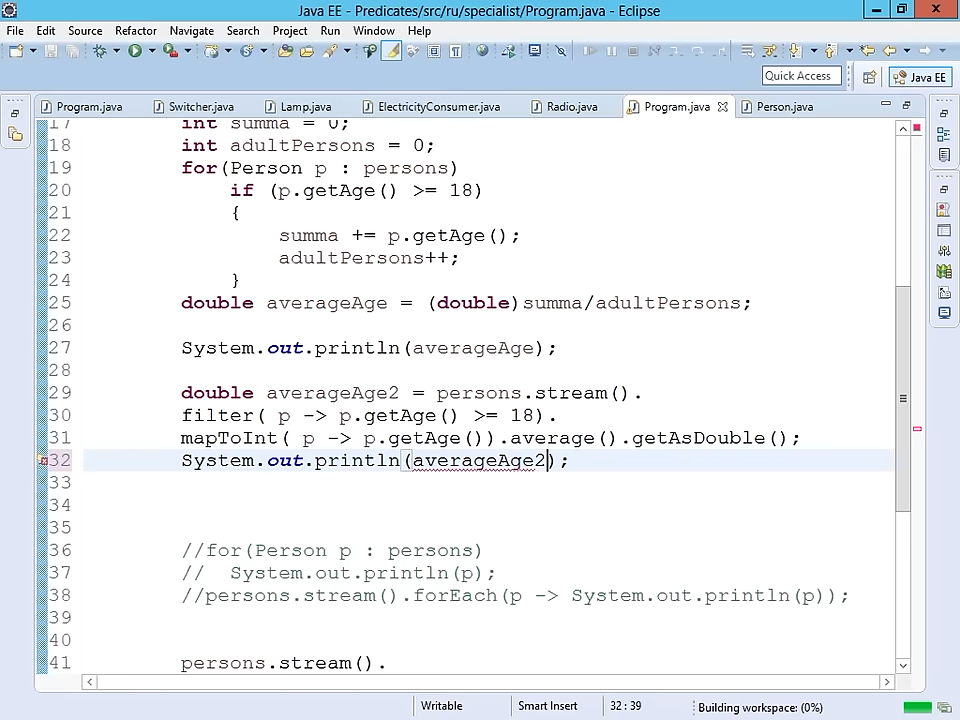 Java EE - Predicates/src/ru/specialist/Program.java - Eclipse
File Edit Source Refactor Navigate Search Project Run Window Help
Quick Access
Java EE
Program.java Switcher.java Lamp.java ElectricityConsumer.java Radio.java Program.java Person.java
17 int summa = 0;
18 int adultPersons = 0;
19 for(Person p : persons)
20 if (p.getAge() >= 18)
21 {
22 summa += p.getAge();
23 adultPersons++;
24 }
25 double averageAge = (double)summa/adultPersons;
26
27 System.out.println(averageAge);
28
29 double averageAge2 = persons.stream().
30 filter( p -> p.getAge() >= 18).
31 mapToInt( p -> p.getAge()).average().getAsDouble();
32 System.out.println(averageAge2);
33
34
35
36 //for(Person p : persons)
37 // System.out.println(p);
38 //persons.stream().forEach(p -> System.out.println(p));
39
40
41 persons.stream().
Writable Smart Insert 32 : 39 Building workspace: (0%)